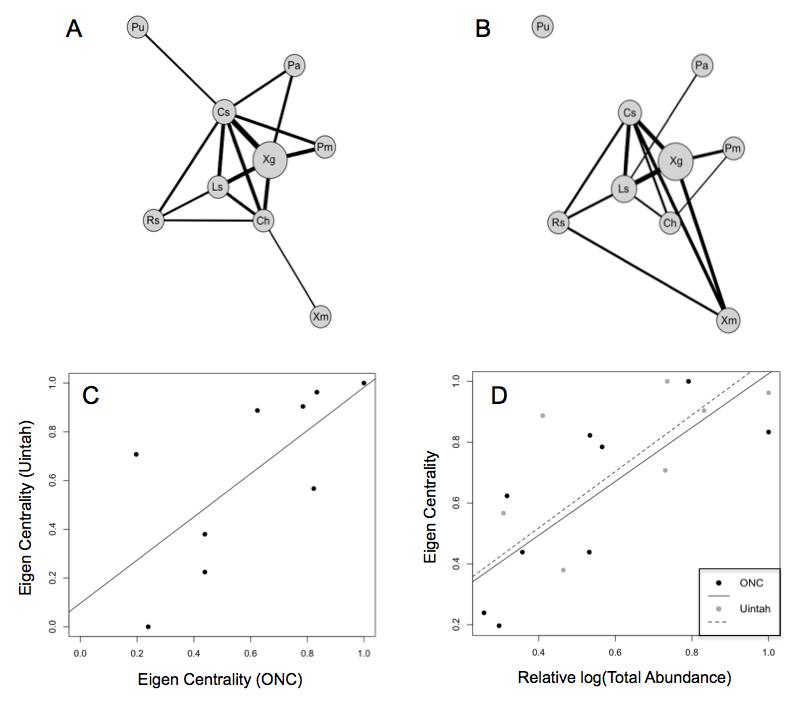 A
Pu
Pa
Cs
Pm
Xg
Ls
Rs
Ch
Xm
B
Pu
Pa
Cs
Pm
Xg
Ls
Rs
Ch
Xm
C
1.0
0.8
0.6
0.4
0.2
0.0
Eigen Centrality (Uintah)
0.0 0.2 0.4 0.6 0.8 1.0
Eigen Centrality (ONC)
D
1.0
0.8
0.6
0.4
0.2
Eigen Centrality
ONC
Uintah
0.4 0.6 0.8 1.0
Relative log(Total Abundance)